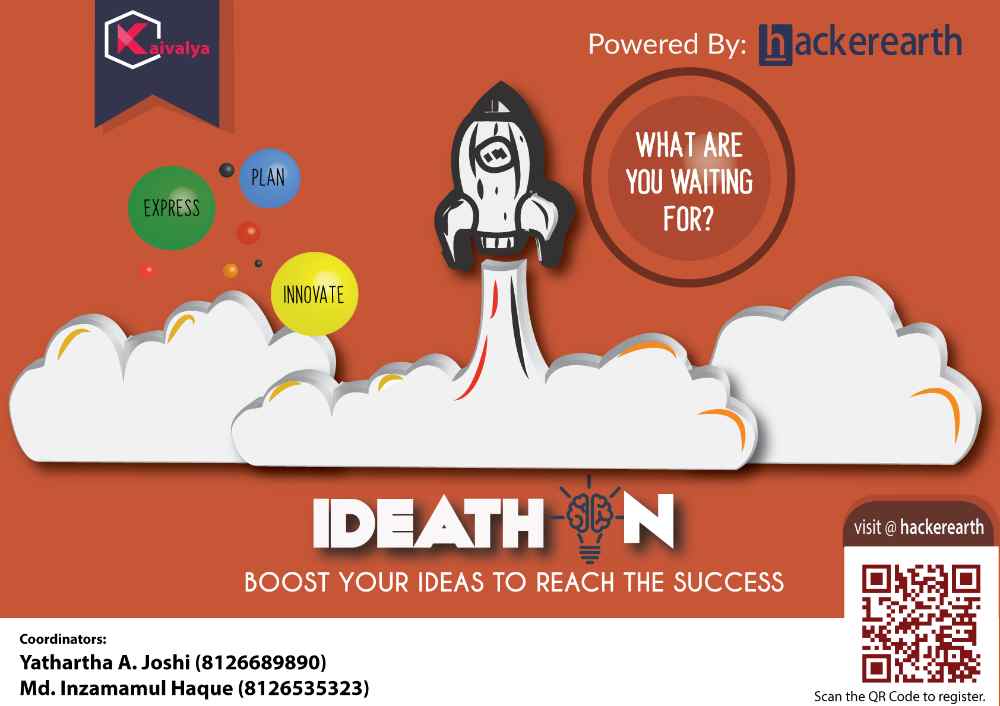 Kaivalya
Powered By: hackerearth
WHAT ARE
YOU WAITING
FOR?
PLAN
EXPRESS
INNOVATE
IDEATHON
BOOST YOUR IDEAS TO REACH THE SUCCESS
visit @ hackerearth
Coordinators:
Yathartha A. Joshi (8126689890)
Md. Inzamamul Haque (8126535323)
Scan the QR Code to register.